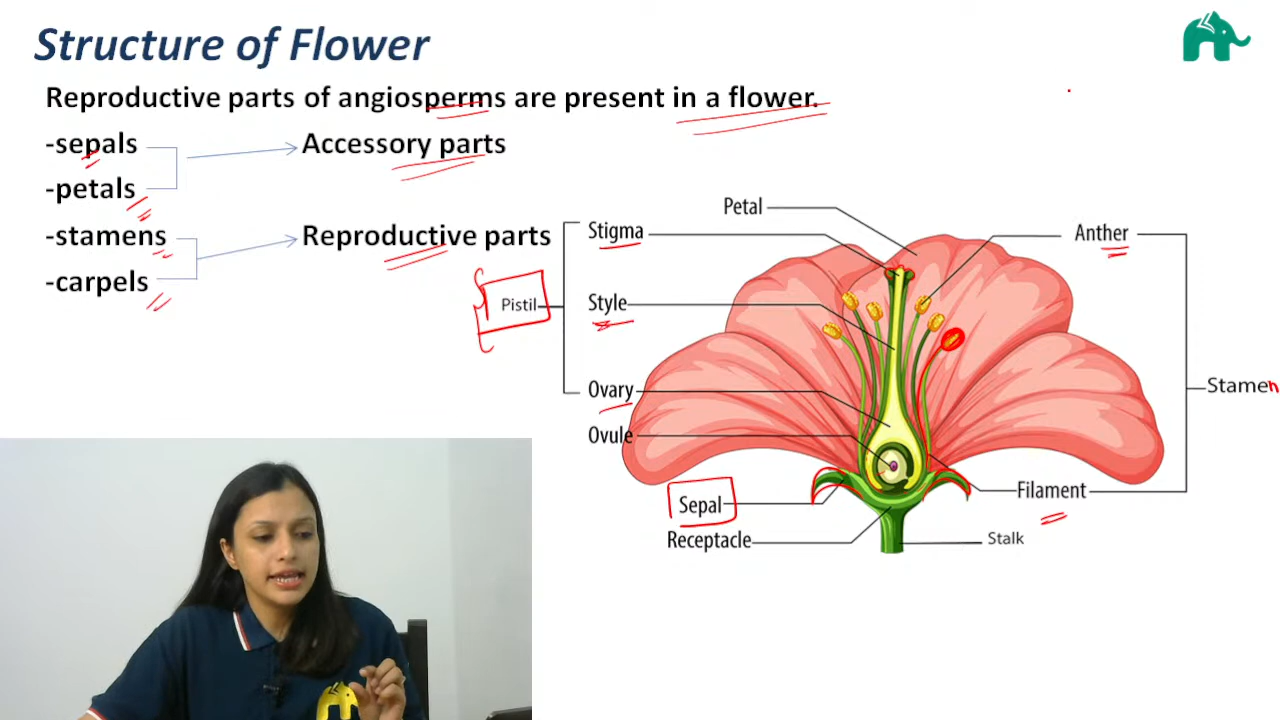 Structure of Flower
Reproductive parts of angiosperms are present in a flower.
-sepals
Accessory parts
-petals
-stamens
Reproductive parts
-carpels
Petal
Stigma
Anther
Pistil
Style
Stamen
Ovary
Ovule
Sepal
Filament
Receptacle
Stalk